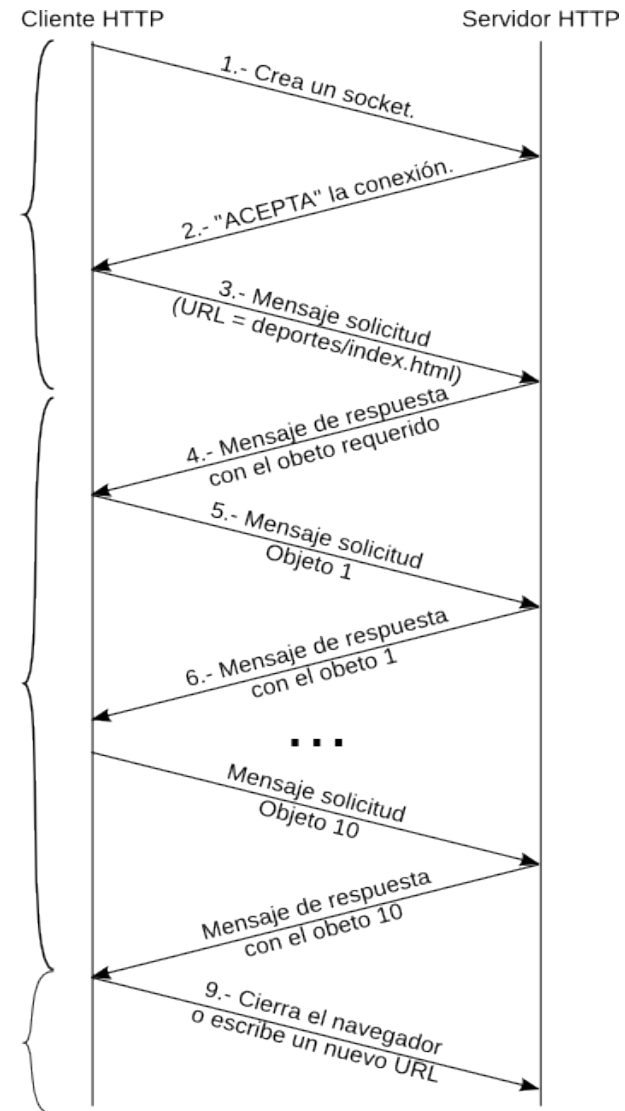 Cliente HTTP
Servidor HTTP
1.- Crea un socket.
2.- "ACEPTA" la conexión.
3.- Mensaje solicitud
(URL = deportes/index.html)
4.- Mensaje de respuesta
con el obeto requerido
5.- Mensaje solicitud
Objeto 1
6.- Mensaje de respuesta
con el obeto 1
...
Mensaje solicitud
Objeto 10
Mensaje de respuesta
con el obeto 10
9.- Cierra el navegador
o escribe un nuevo URL